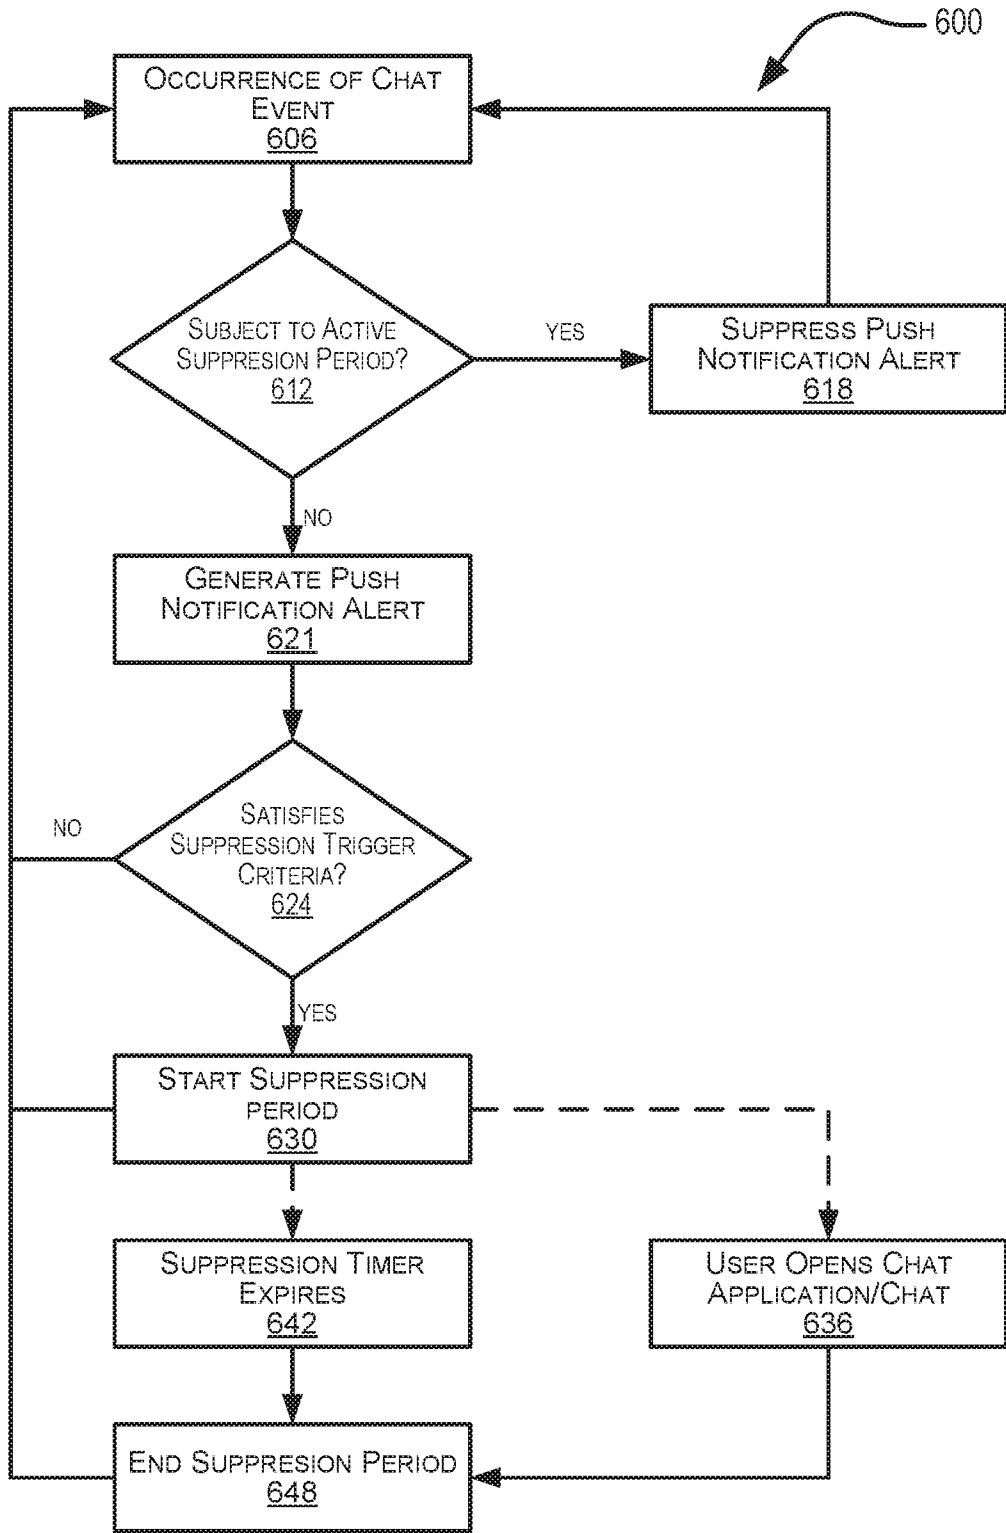 600
OCCURRENCE OF CHAT
EVENT
606
SUBJECT TO ACTIVE
SUPPRESION PERIOD?
612
YES
SUPPRESS PUSH
NOTIFICATION ALERT
618
NO
GENERATE PUSH
NOTIFICATION ALERT
621
SATISFIES
SUPPRESSION TRIGGER
CRITERIA?
624
NO
YES
START SUPPRESSION
PERIOD
630
SUPPRESSION TIMER
EXPIRES
642
USER OPENS CHAT
APPLICATION/CHAT
636
END SUPPRESION PERIOD
648